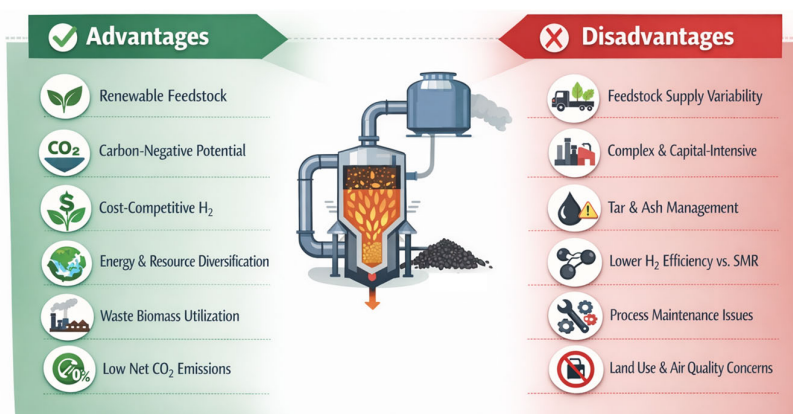 Advantages
Renewable Feedstock
CO₂
Carbon-Negative Potential
$
Cost-Competitive H₂
Energy & Resource Diversification
Waste Biomass Utilization
0%
Low Net CO₂ Emissions
Disadvantages
Feedstock Supply Variability
Complex & Capital-Intensive
!
Tar & Ash Management
Lower H₂ Efficiency vs. SMR
Process Maintenance Issues
Land Use & Air Quality Concerns